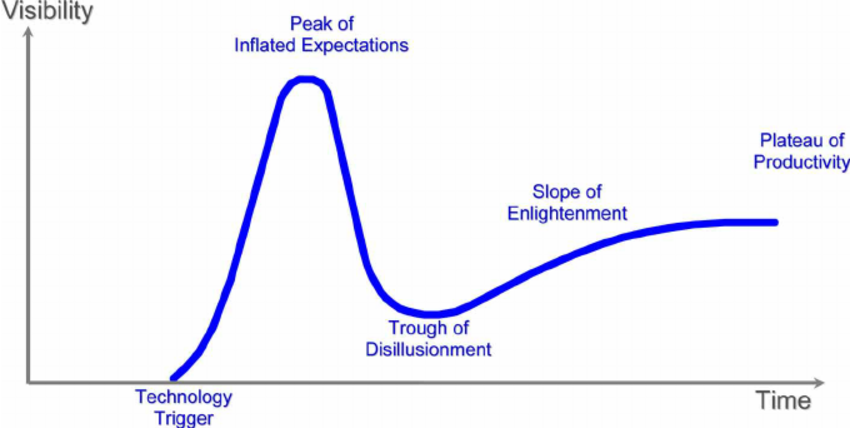 Visibility
Peak of
Inflated Expectations
Plateau of
Productivity
Slope of
Enlightenment
Trough of
Disillusionment
Technology
Trigger
Time